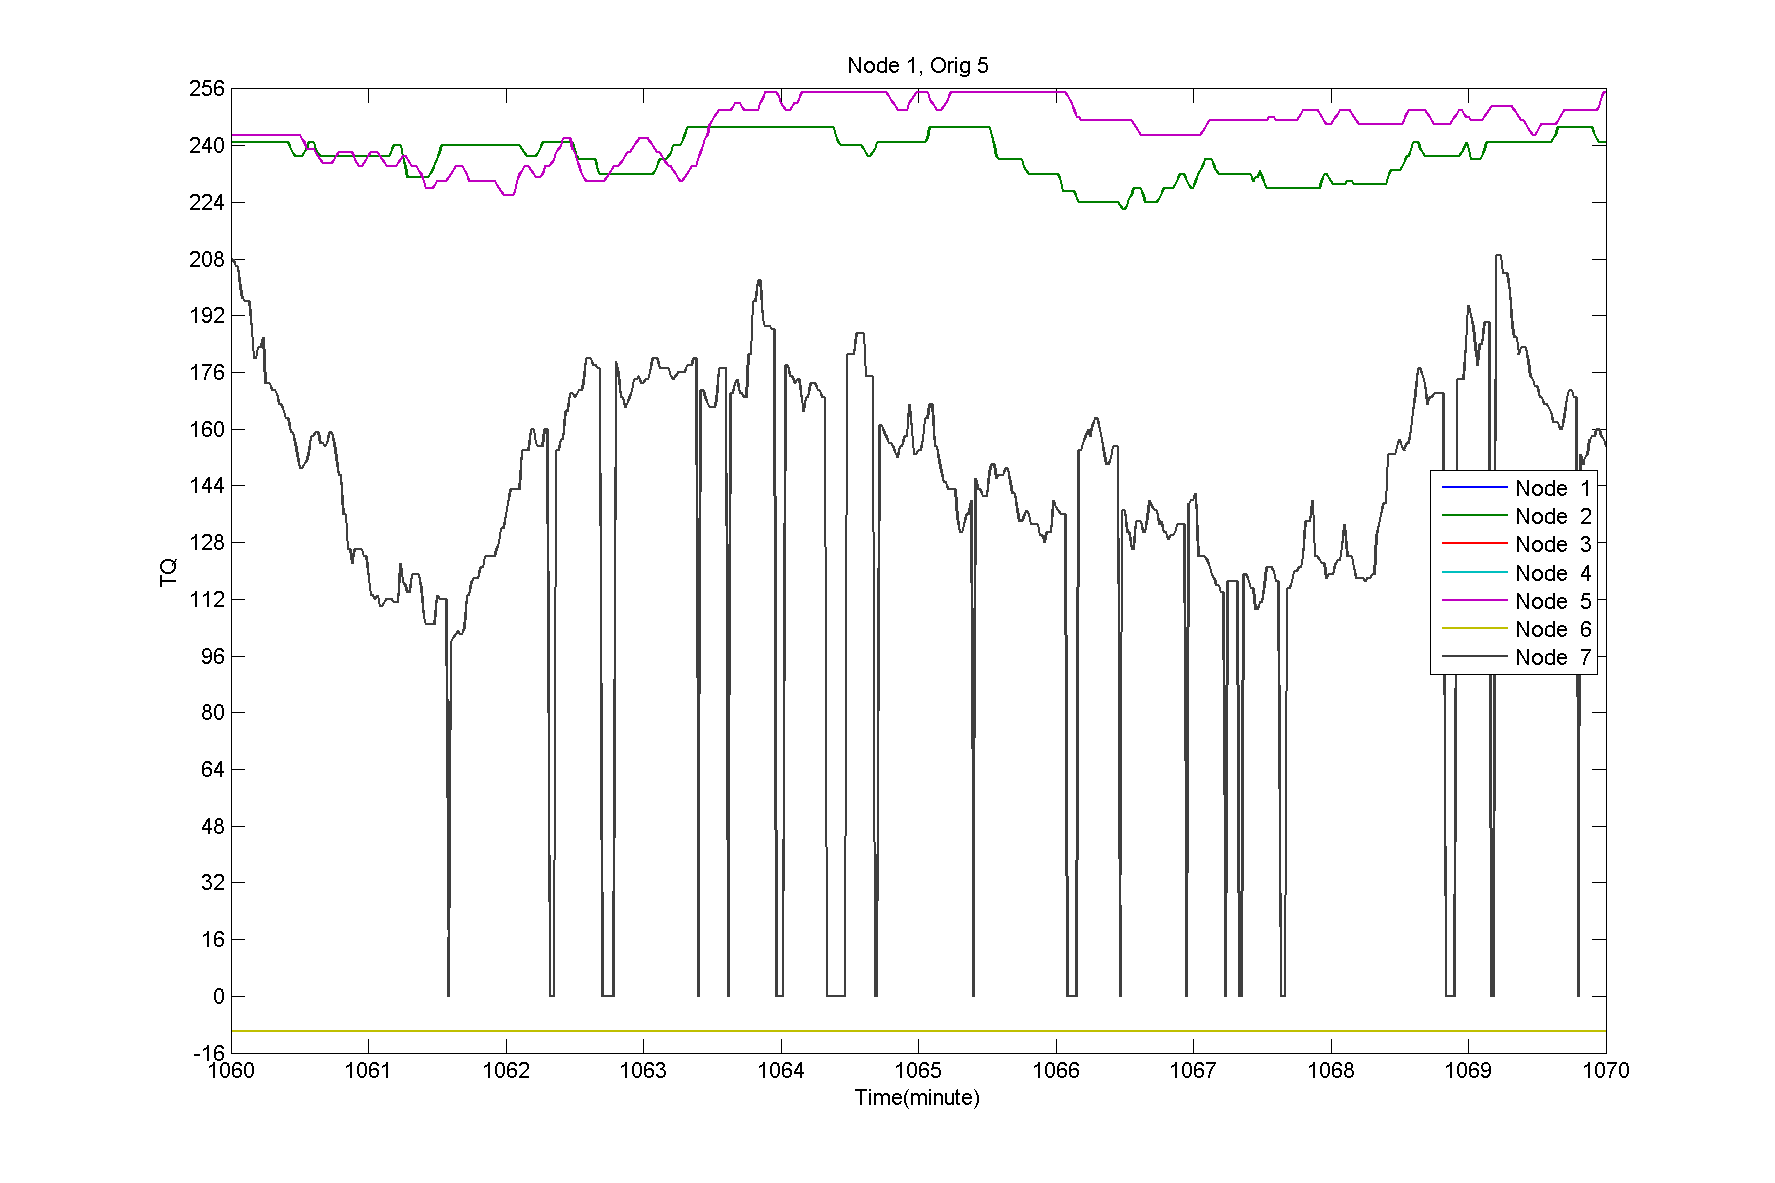 Node 1, Orig 5
256
240
224
208
192
176
160
144
128
112
96
80
64
48
32
16
0
-16
TQ
Node 1
Node 2
Node 3
Node 4
Node 5
Node 6
Node 7
1060 1061 1062 1063 1064 1065 1066 1067 1068 1069 1070
Time(minute)